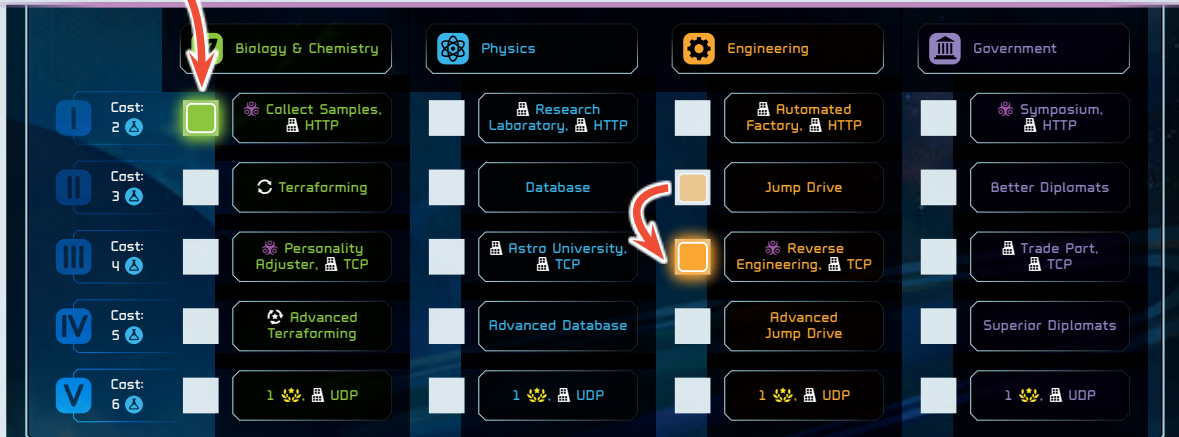 Biology & Chemistry
Physics
Engineering
Government
I
Cost:
2
Collect Samples,
HTTP
Research
Laboratory, HTTP
Automated
Factory, HTTP
Symposium,
HTTP
II
Cost:
3
Terraforming
Database
Jump Drive
Better Diplomats
III
Cost:
4
Personality
Adjuster, TCP
Astro University,
TCP
Reverse
Engineering, TCP
Trade Port,
TCP
IV
Cost:
5
Advanced
Terraforming
Advanced Database
Advanced
Jump Drive
Superior Diplomats
V
Cost:
6
1 , UDP
1 , UDP
1 , UDP
1 , UDP